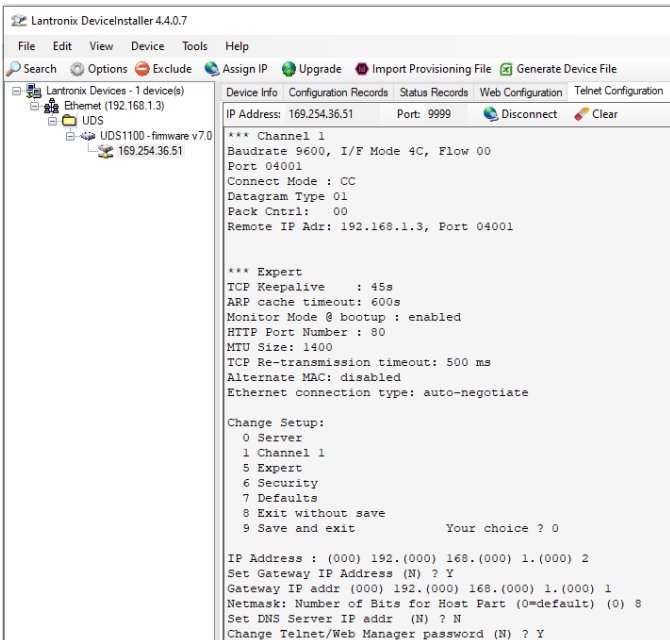 Lantronix DeviceInstaller 4.4.0.7
File Edit View Device Tools Help
Search Options Exclude Assign IP Upgrade Import Provisioning File Generate Device File
Lantronix Devices - 1 device(s)
Ethernet (192.168.1.3)
UDS
UDS1100 - firmware v7.0
169.254.36.51
Device Info Configuration Records Status Records Web Configuration Telnet Configuration
IP Address: 169.254.36.51 Port: 9999 Disconnect Clear
*** Channel 1
Baudrate 9600, I/F Mode 4C, Flow 00
Port 04001
Connect Mode : CC
Datagram Type 01
Pack Cntrl: 00
Remote IP Adr: 192.168.1.3, Port 04001
*** Expert
TCP Keepalive : 45s
ARP cache timeout: 600s
Monitor Mode @ bootup : enabled
HTTP Port Number : 80
MTU Size: 1400
TCP Re-transmission timeout: 500 ms
Alternate MAC: disabled
Ethernet connection type: auto-negotiate
Change Setup:
0 Server
1 Channel 1
5 Expert
6 Security
7 Defaults
8 Exit without save
9 Save and exit Your choice ? 0
IP Address : (000) 192.(000) 168.(000) 1.(000) 2
Set Gateway IP Address (N) ? Y
Gateway IP addr (000) 192.(000) 168.(000) 1.(000) 1
Netmask: Number of Bits for Host Part (0=default) (0) 8
Set DNS Server IP addr (N) ? N
Change Telnet/Web Manager password (N) ? Y